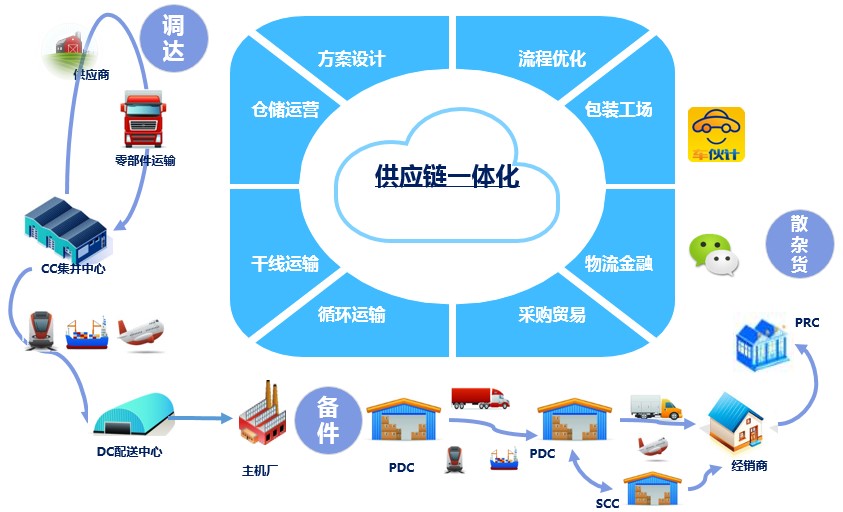 调
达
供应商
零部件运输
CC集并中心
DC配送中心
主机厂
方案设计
流程优化
仓储运营
包装工场
供应链一体化
干线运输
物流金融
循环运输
采购贸易
车伙计
散
杂
货
PRC
备
件
PDC
PDC
SCC
经销商